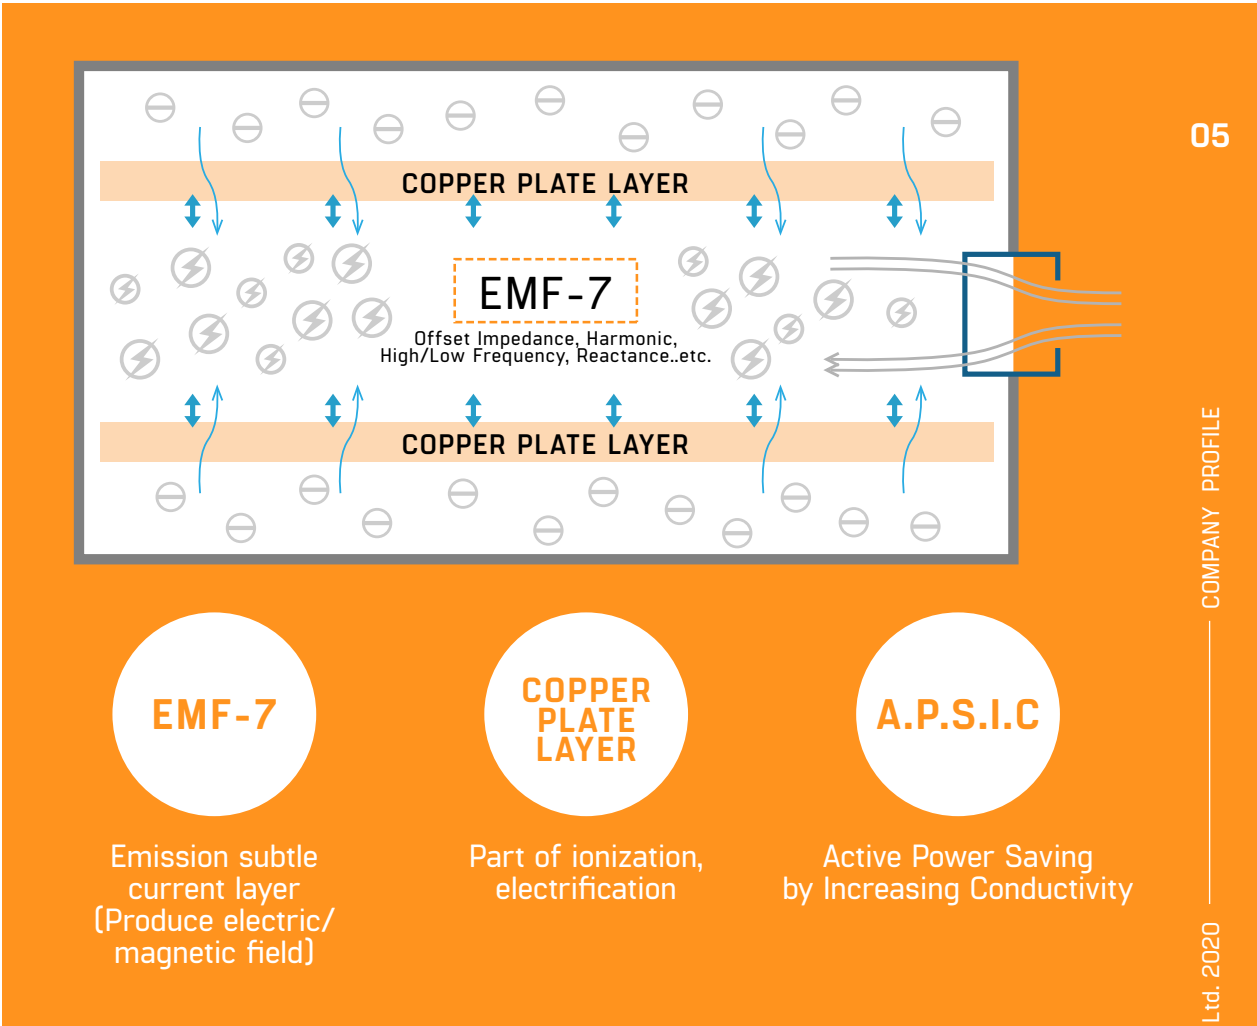 05
COPPER PLATE LAYER
EMF-7
Offset Impedance, Harmonic,
High/Low Frequency, Reactance..etc.
COPPER PLATE LAYER
EMF-7
Emission subtle
current layer
(Produce electric/
magnetic field)
COPPER
PLATE
LAYER
Part of ionization,
electrification
A.P.S.I.C
Active Power Saving
by Increasing Conductivity
Ltd. 2020 COMPANY PROFILE